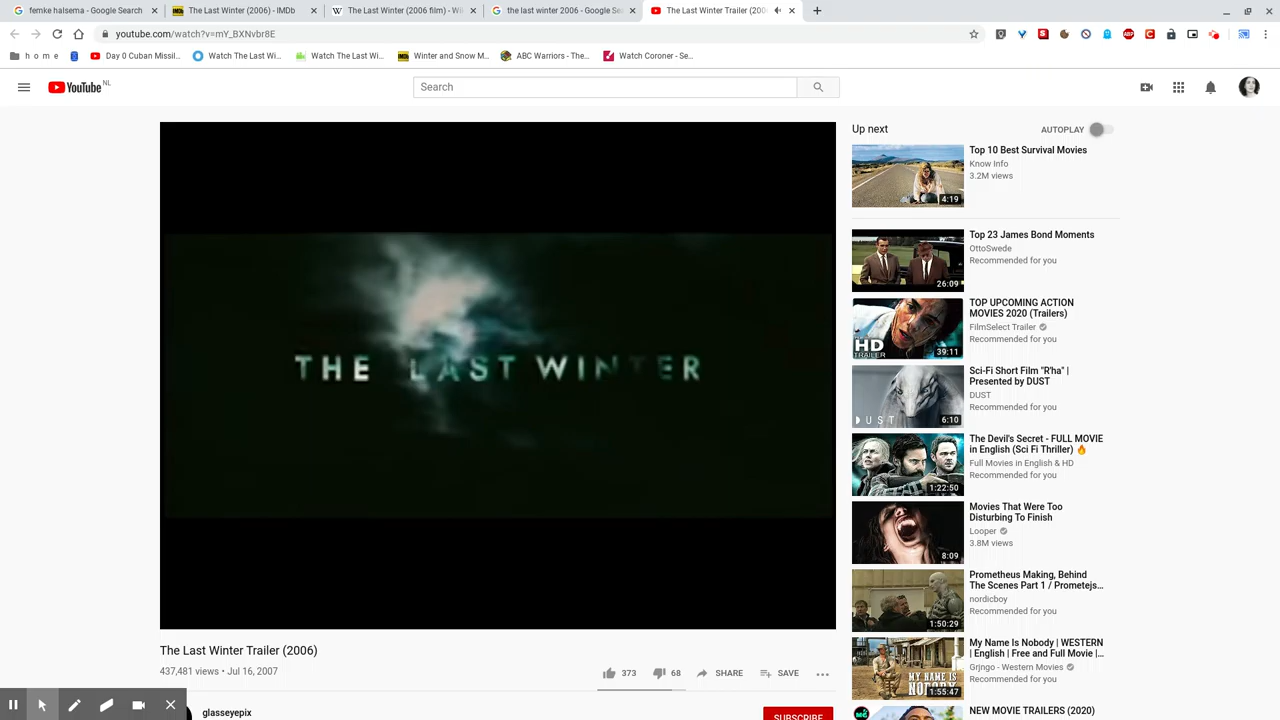 femke halsema - Google Search
The Last Winter (2006) - IMDb
The Last Winter (2006 film) - Wi
the last winter 2006 - Google Sea
The Last Winter Trailer (200
youtube.com/watch?v=mY_BXNvbr8E
h o m e
Day 0 Cuban Missil...
Watch The Last Wi...
Watch The Last Wi...
Winter and Snow M...
ABC Warriors - The...
Watch Coroner - Se...
YouTube NL
Search
THE LAST WINTER
Up next
AUTOPLAY
Top 10 Best Survival Movies
Know Info
3.2M views
4:19
Top 23 James Bond Moments
OttoSwede
Recommended for you
26:09
TOP UPCOMING ACTION
MOVIES 2020 (Trailers)
FilmSelect Trailer
Recommended for you
HD
TRAILER
39:11
Sci-Fi Short Film "R'ha" |
Presented by DUST
DUST
Recommended for you
DUST
6:10
The Devil's Secret - FULL MOVIE
in English (Sci Fi Thriller) 🔥
Full Movies in English & HD
Recommended for you
1:22:50
Movies That Were Too
Disturbing To Finish
Looper
3.8M views
8:09
Prometheus Making, Behind
The Scenes Part 1 / Prometejs...
nordicboy
Recommended for you
1:50:29
My Name Is Nobody | WESTERN
| English | Free and Full Movie |...
Grjngo - Western Movies
Recommended for you
MY NAME IS
NOBODY
1:55:47
NEW MOVIE TRAILERS (2020)
The Last Winter Trailer (2006)
437,481 views • Jul 16, 2007
373
68
SHARE
SAVE
glasseyepix
SUBSCRIBE